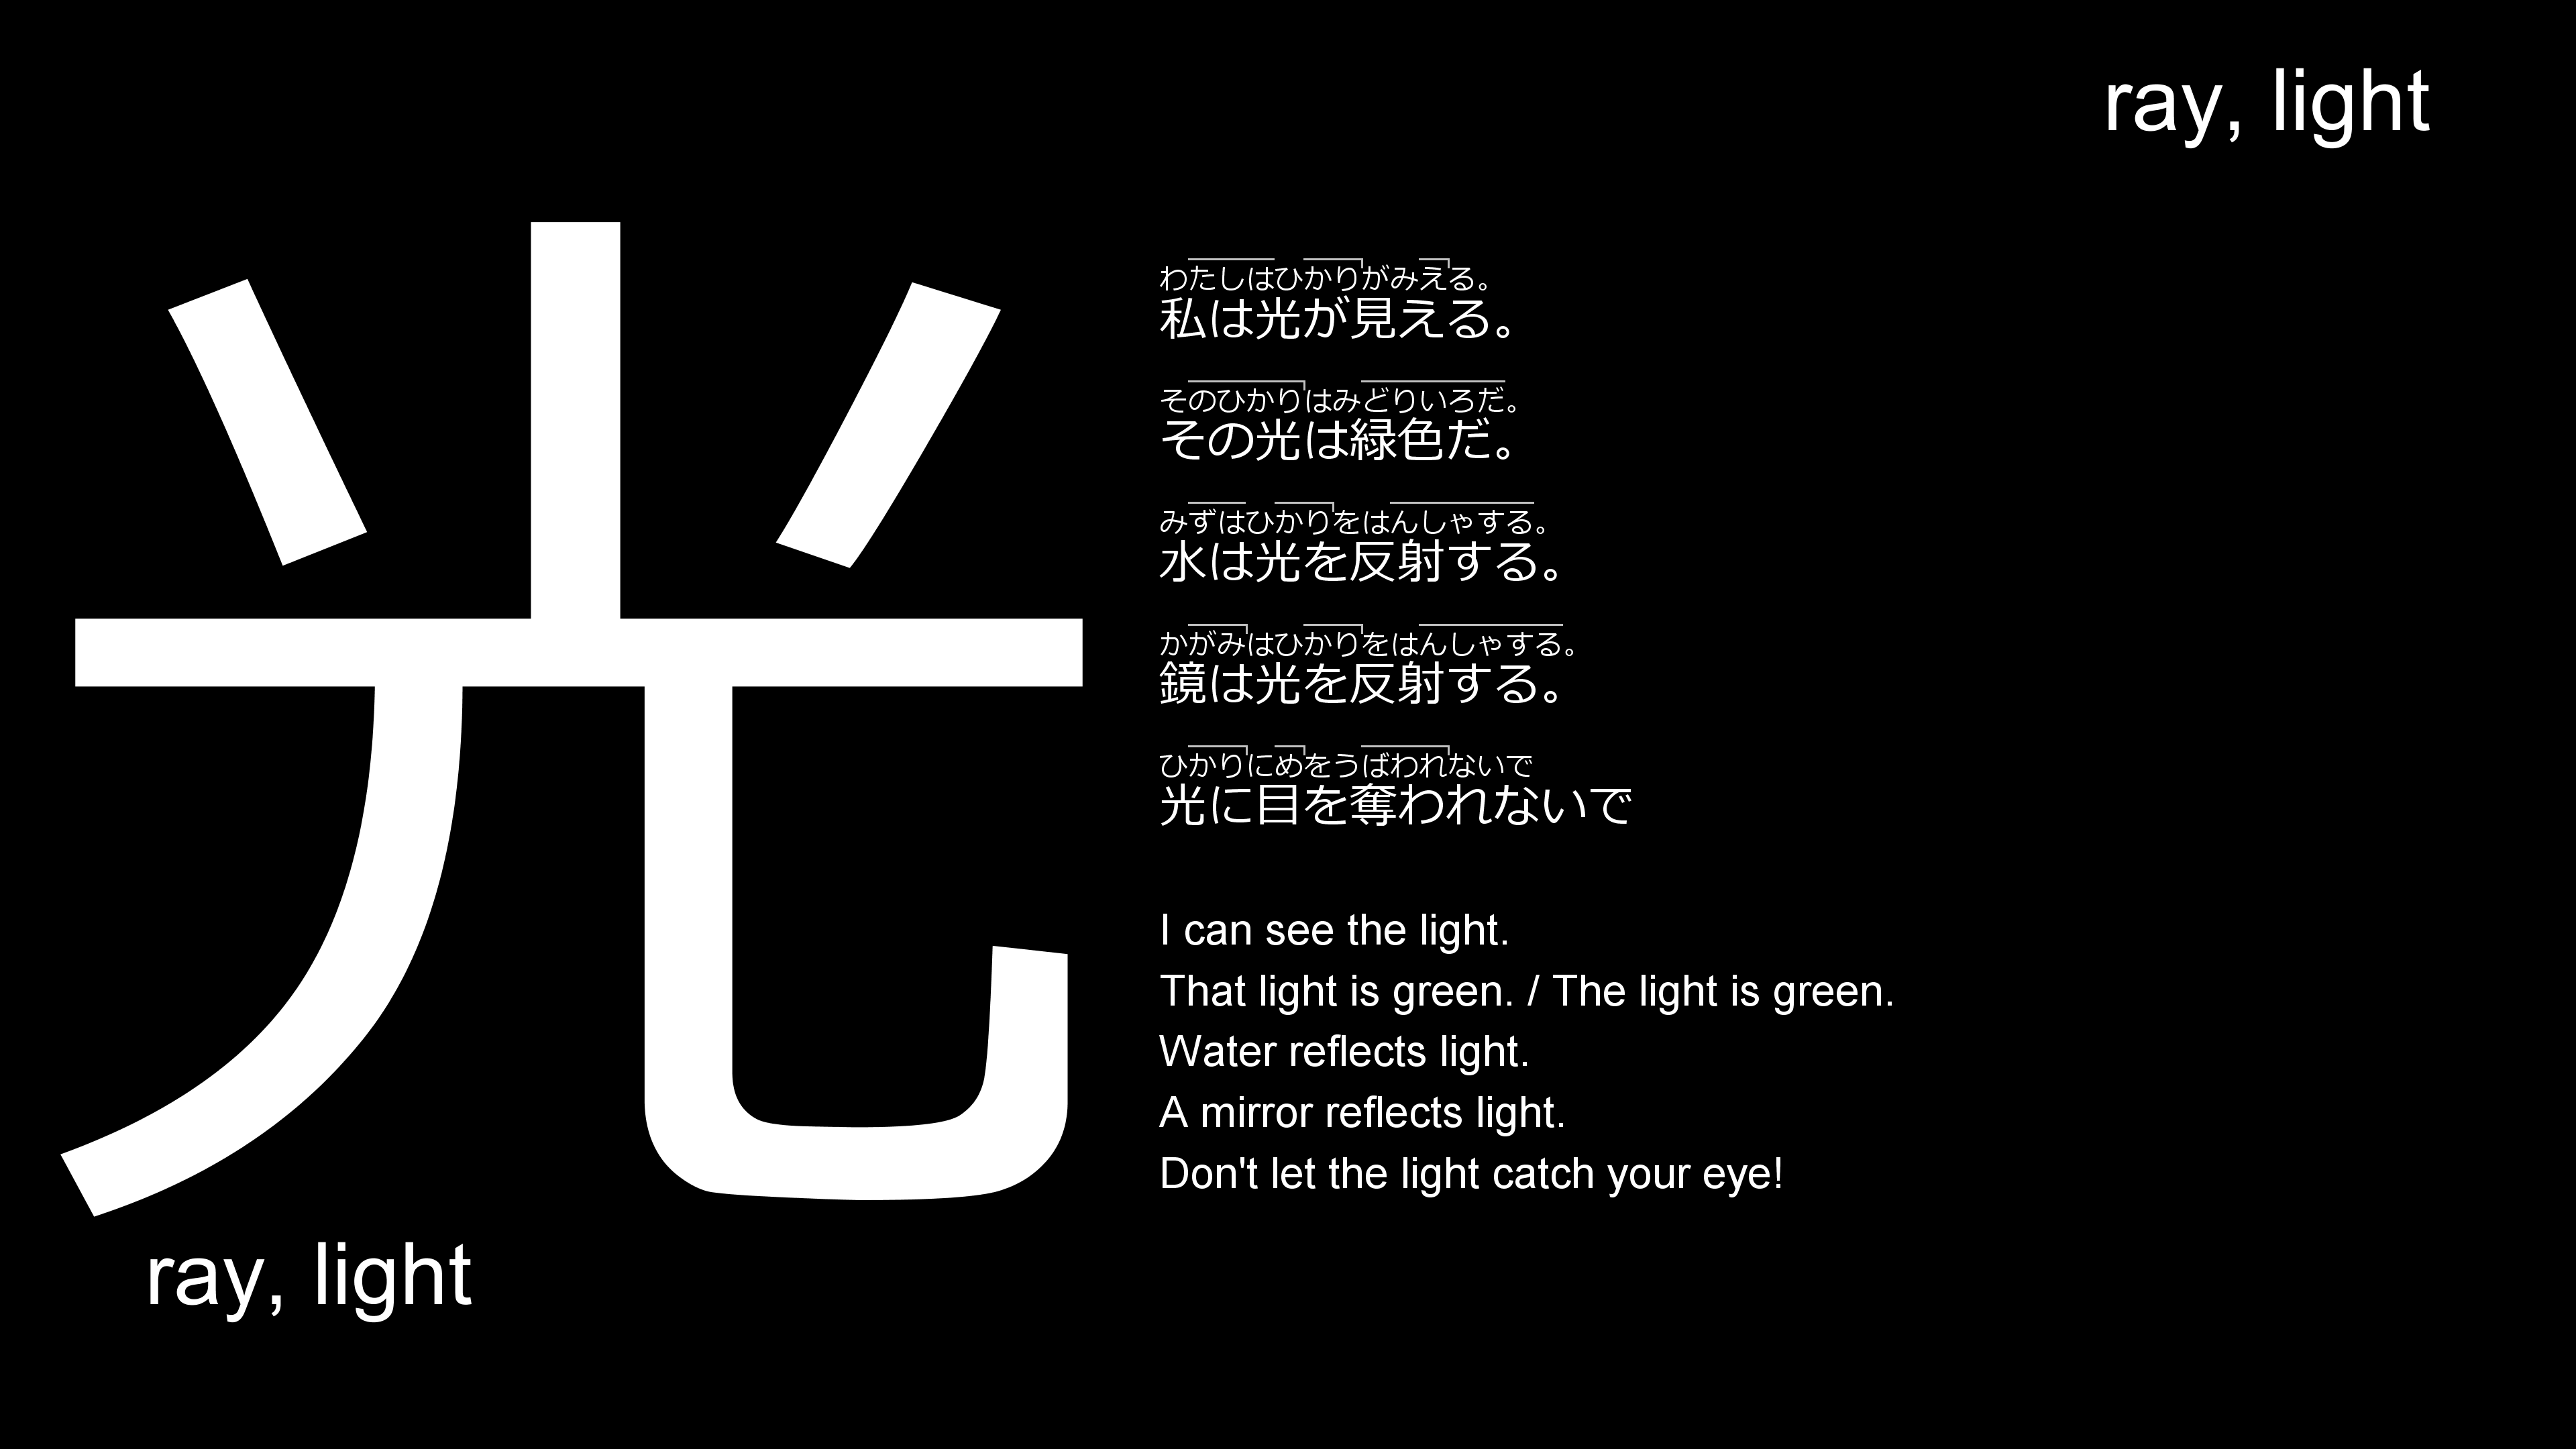 ray, light
光
わたしはひかりがみえる。
私は光が見える。
そのひかりはみどりいろだ。
その光は緑色だ。
みずはひかりをはんしゃする。
水は光を反射する。
かがみはひかりをはんしゃする。
鏡は光を反射する。
ひかりにめをうばわれないで
光に目を奪われないで
I can see the light.
That light is green. / The light is green.
Water reflects light.
A mirror reflects light.
Don't let the light catch your eye!
ray, light